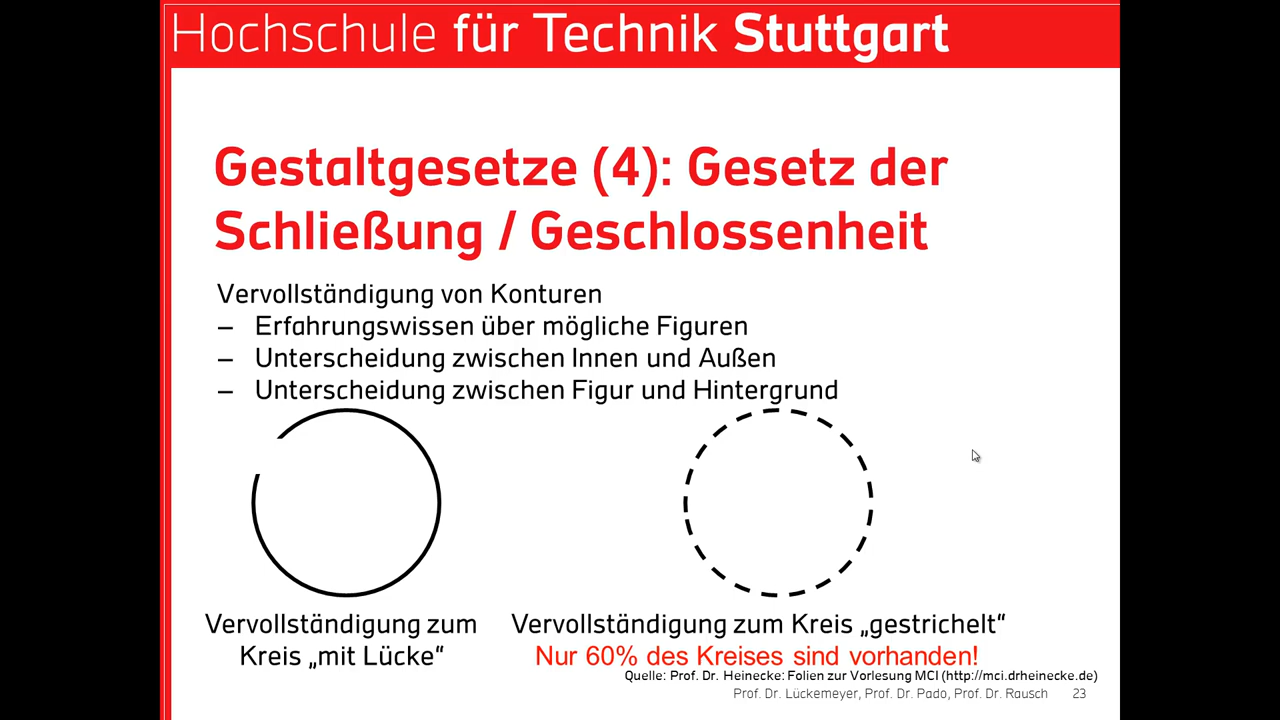 Hochschule für Technik Stuttgart
Gestaltgesetze (4): Gesetz der
Schließung / Geschlossenheit
Vervollständigung von Konturen
– Erfahrungswissen über mögliche Figuren
– Unterscheidung zwischen Innen und Außen
– Unterscheidung zwischen Figur und Hintergrund
Vervollständigung zum
Kreis „mit Lücke“
Vervollständigung zum Kreis „gestrichelt“
Nur 60% des Kreises sind vorhanden!
Quelle: Prof. Dr. Heinecke: Folien zur Vorlesung MCI (http://mci.drheinecke.de)
Prof. Dr. Lückemeyer, Prof. Dr. Pado, Prof. Dr. Rausch 23